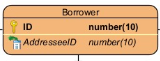 Borrower
ID number(10)
AddresseeID number(10)